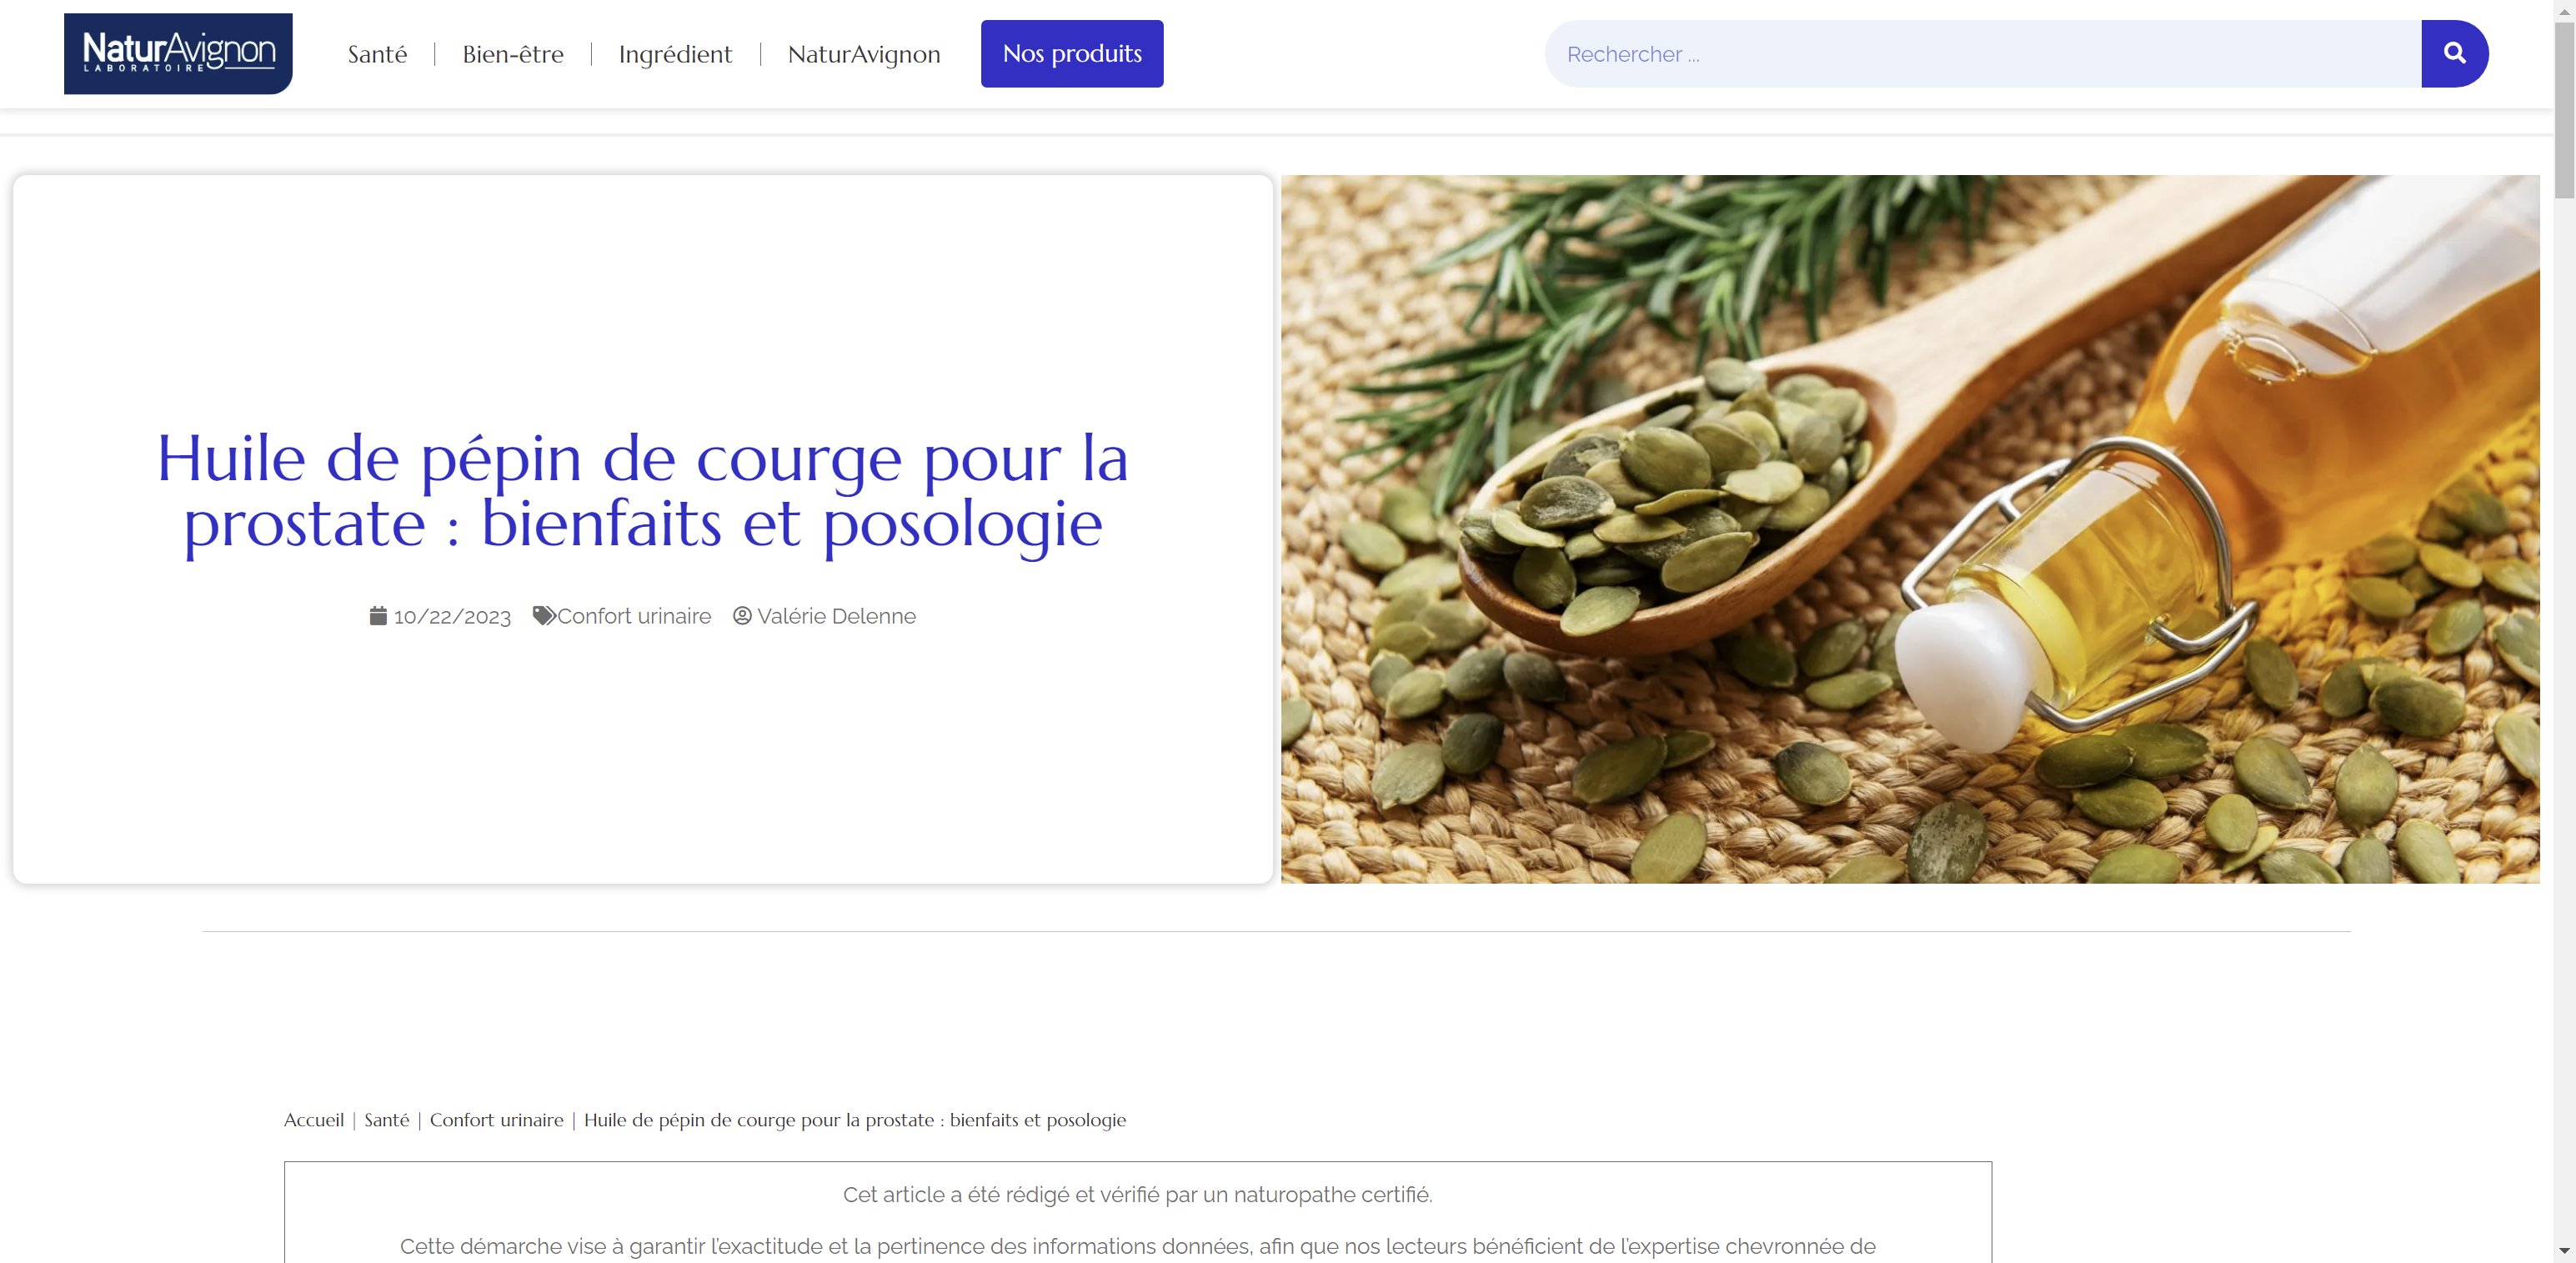 NaturAvignon
LABORATOIRE
Santé
Bien-être
Ingrédient
NaturAvignon
Nos produits
Rechercher ...
Huile de pépin de courge pour la
prostate : bienfaits et posologie
10/22/2023 Confort urinaire Valérie Delenne
Accueil | Santé | Confort urinaire | Huile de pépin de courge pour la prostate : bienfaits et posologie
Cet article a été rédigé et vérifié par un naturopathe certifié.
Cette démarche vise à garantir l’exactitude et la pertinence des informations données, afin que nos lecteurs bénéficient de l’expertise chevronnée de